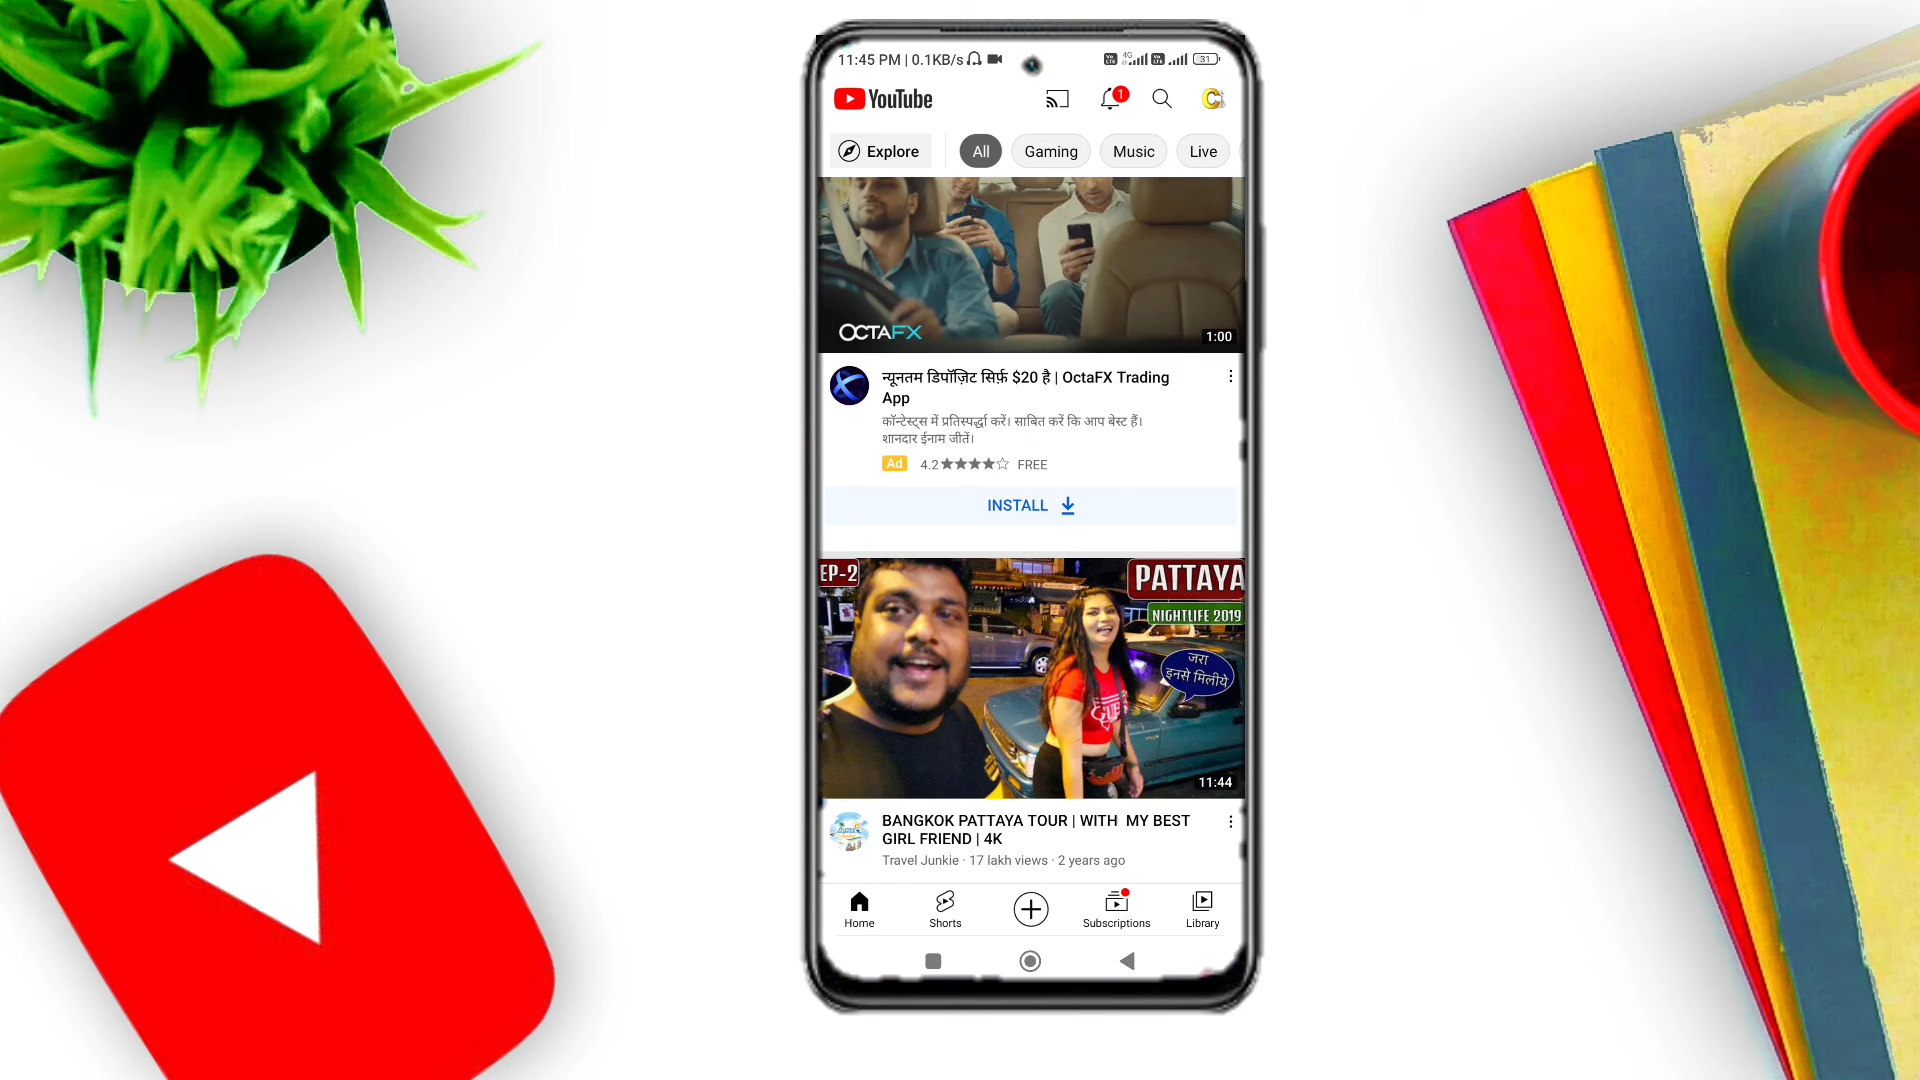 11:45 PM | 0.1KB/s
4G
31
YouTube
1
Explore
All
Gaming
Music
Live
OCTAFX
1:00
न्यूनतम डिपॉज़िट सिर्फ़ $20 है | OctaFX Trading
App
कॉन्टेस्ट्स में प्रतिस्पर्द्धा करें। साबित करें कि आप बेस्ट हैं।
शानदार ईनाम जीतें।
Ad 4.2 FREE
INSTALL
EP-2
PATTAYA
NIGHTLIFE 2019
जरा
इनसे मिलीये
11:44
BANGKOK PATTAYA TOUR | WITH MY BEST
GIRL FRIEND | 4K
Travel Junkie · 17 lakh views · 2 years ago
Home
Shorts
Subscriptions
Library